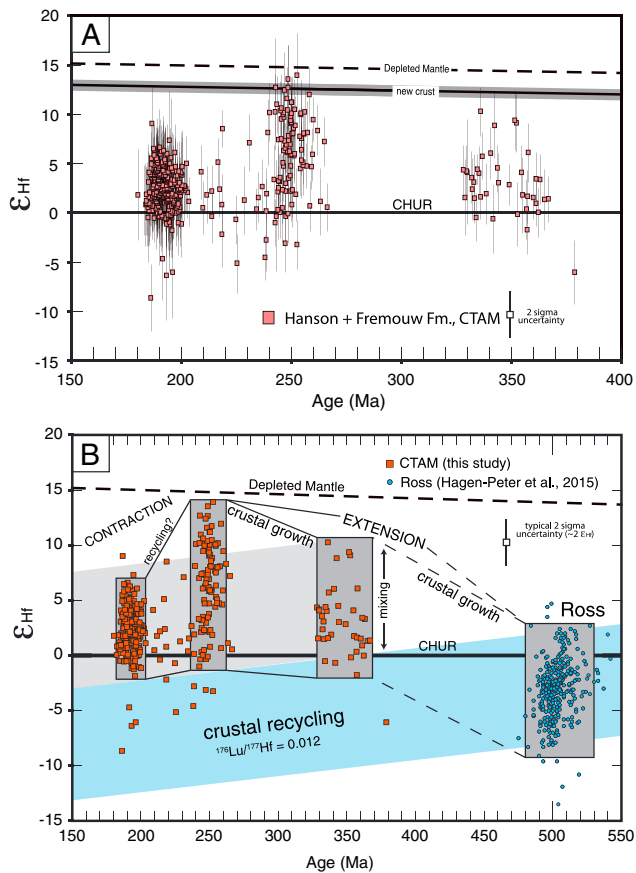 A
20
15
10
5
0
-5
-10
-15
εHf
Depleted Mantle
new crust
CHUR
Hanson + Fremouw Fm., CTAM
2 sigma
uncertainty
150
200
250
300
350
400
Age (Ma)
B
20
15
10
5
0
-5
-10
-15
εHf
Depleted Mantle
CTAM (this study)
Ross (Hagen-Peter et al., 2015)
typical 2 sigma
uncertainty (~2 εHf)
CONTRACTION
recycling?
crustal growth
EXTENSION
crustal growth
mixing
Ross
CHUR
crustal recycling
176Lu/177Hf = 0.012
150
200
250
300
350
400
450
500
550
Age (Ma)